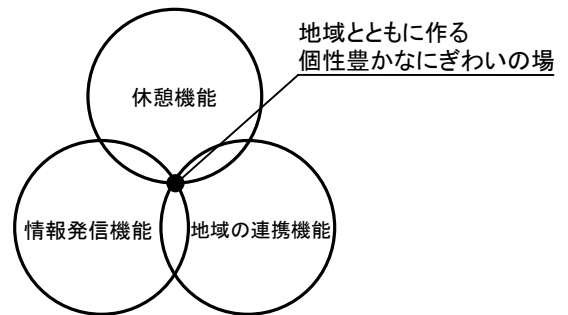 地域とともに作る
個性豊かなにぎわいの場
休憩機能
情報発信機能
地域の連携機能